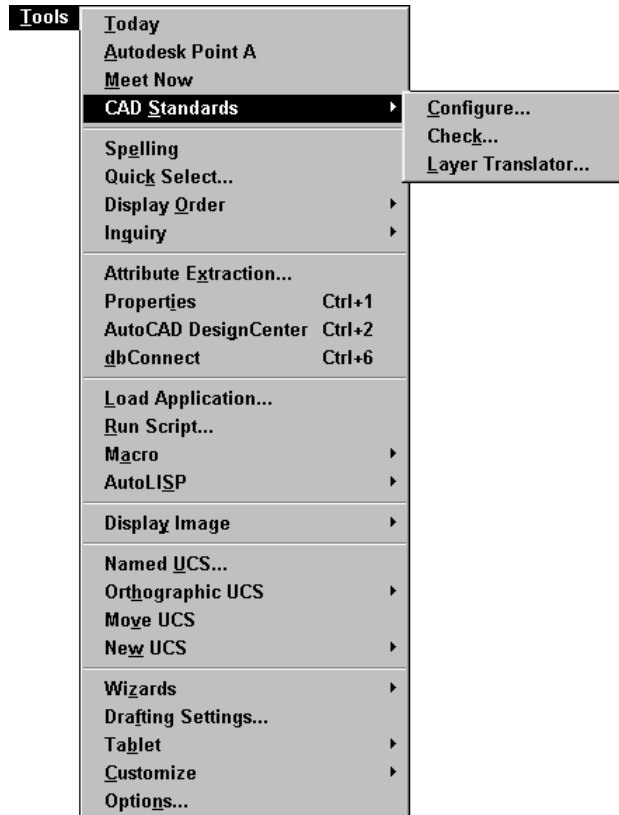 Tools
Today
Autodesk Point A
Meet Now
CAD Standards
Configure...
Check...
Layer Translator...
Spelling
Quick Select...
Display Order
Inquiry
Attribute Extraction...
Properties Ctrl+1
AutoCAD DesignCenter Ctrl+2
dbConnect Ctrl+6
Load Application...
Run Script...
Macro
AutoLISP
Display Image
Named UCS...
Orthographic UCS
Move UCS
New UCS
Wizards
Drafting Settings...
Tablet
Customize
Options...